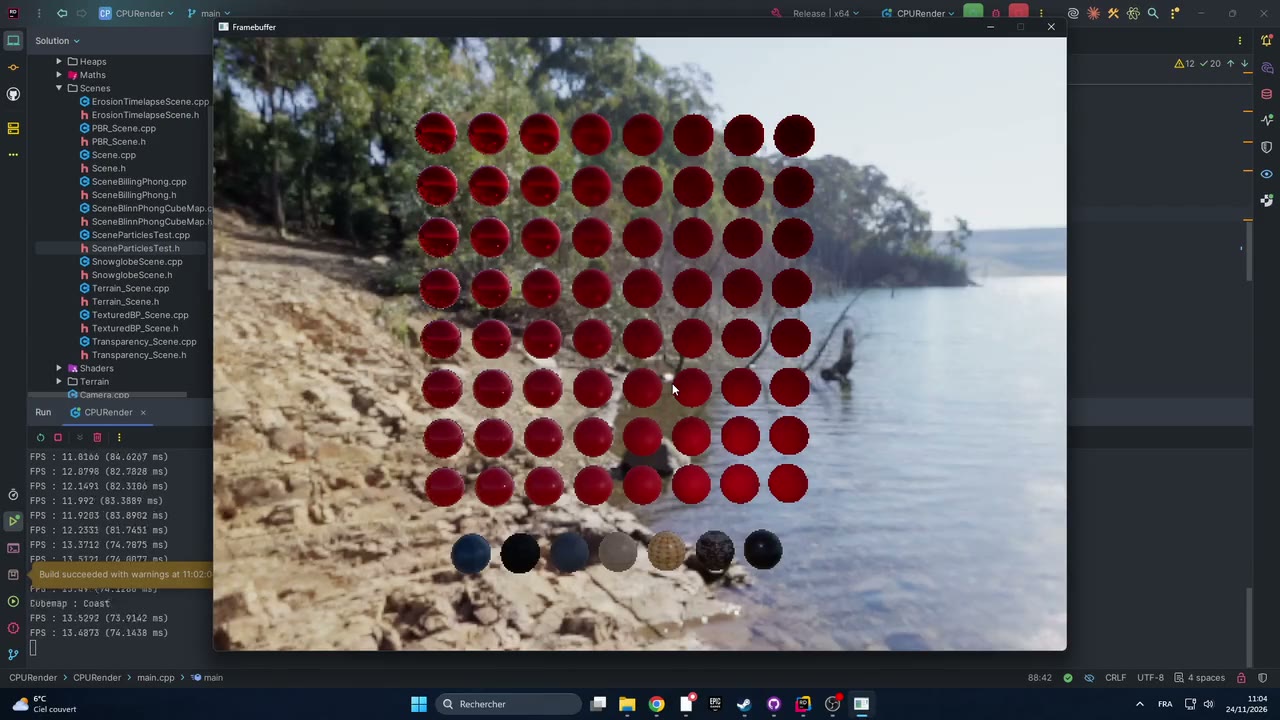 CP CPURender
main
Release | x64
CPURender
Framebuffer
Solution
12 20
Heaps
Maths
Scenes
ErosionTimelapseScene.cpp
ErosionTimelapseScene.h
PBR_Scene.cpp
PBR_Scene.h
Scene.cpp
Scene.h
SceneBillingPhong.cpp
SceneBillingPhong.h
SceneBlinnPhongCubeMap.c
SceneBlinnPhongCubeMap.h
SceneParticlesTest.cpp
SceneParticlesTest.h
SnowglobeScene.cpp
SnowglobeScene.h
Terrain_Scene.cpp
Terrain_Scene.h
TexturedBP_Scene.cpp
TexturedBP_Scene.h
Transparency_Scene.cpp
Transparency_Scene.h
Shaders
Terrain
Camera.cpp
Run CPURender
FPS : 11.8166 (84.6267 ms)
FPS : 12.0798 (82.7828 ms)
FPS : 12.1491 (82.3106 ms)
FPS : 11.992 (83.3889 ms)
FPS : 11.9203 (83.8902 ms)
FPS : 12.2331 (81.7451 ms)
FPS : 13.3712 (74.7875 ms)
Build succeeded with warnings at 11:02:0
Cubemap : Coast
FPS : 13.5292 (73.9142 ms)
FPS : 13.4873 (74.1438 ms)
CPURender > CPURender > main.cpp > main
88:42 CRLF UTF-8 4 spaces
6°C
Ciel couvert
Rechercher
EPIC
FRA
11:04
24/11/2026